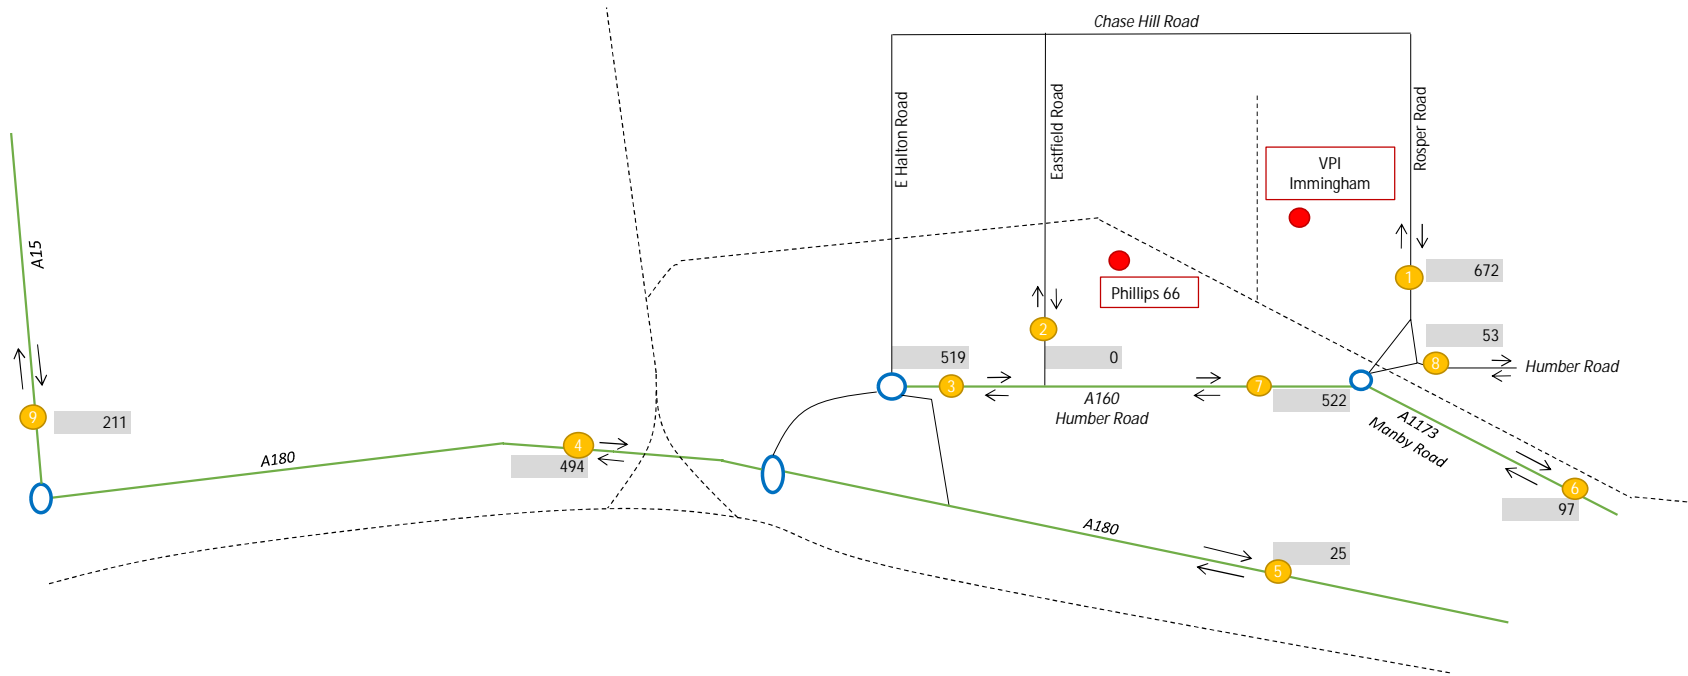 Chase Hill Road
E Halton Road
Eastfield Road
Rosper Road
VPI
Immingham
Phillips 66
A15
1
672
2
53
8
Humber Road
519
0
3
7
A160
Humber Road
522
A1173
Manby Road
9
211
A180
4
494
6
97
A180
25
5